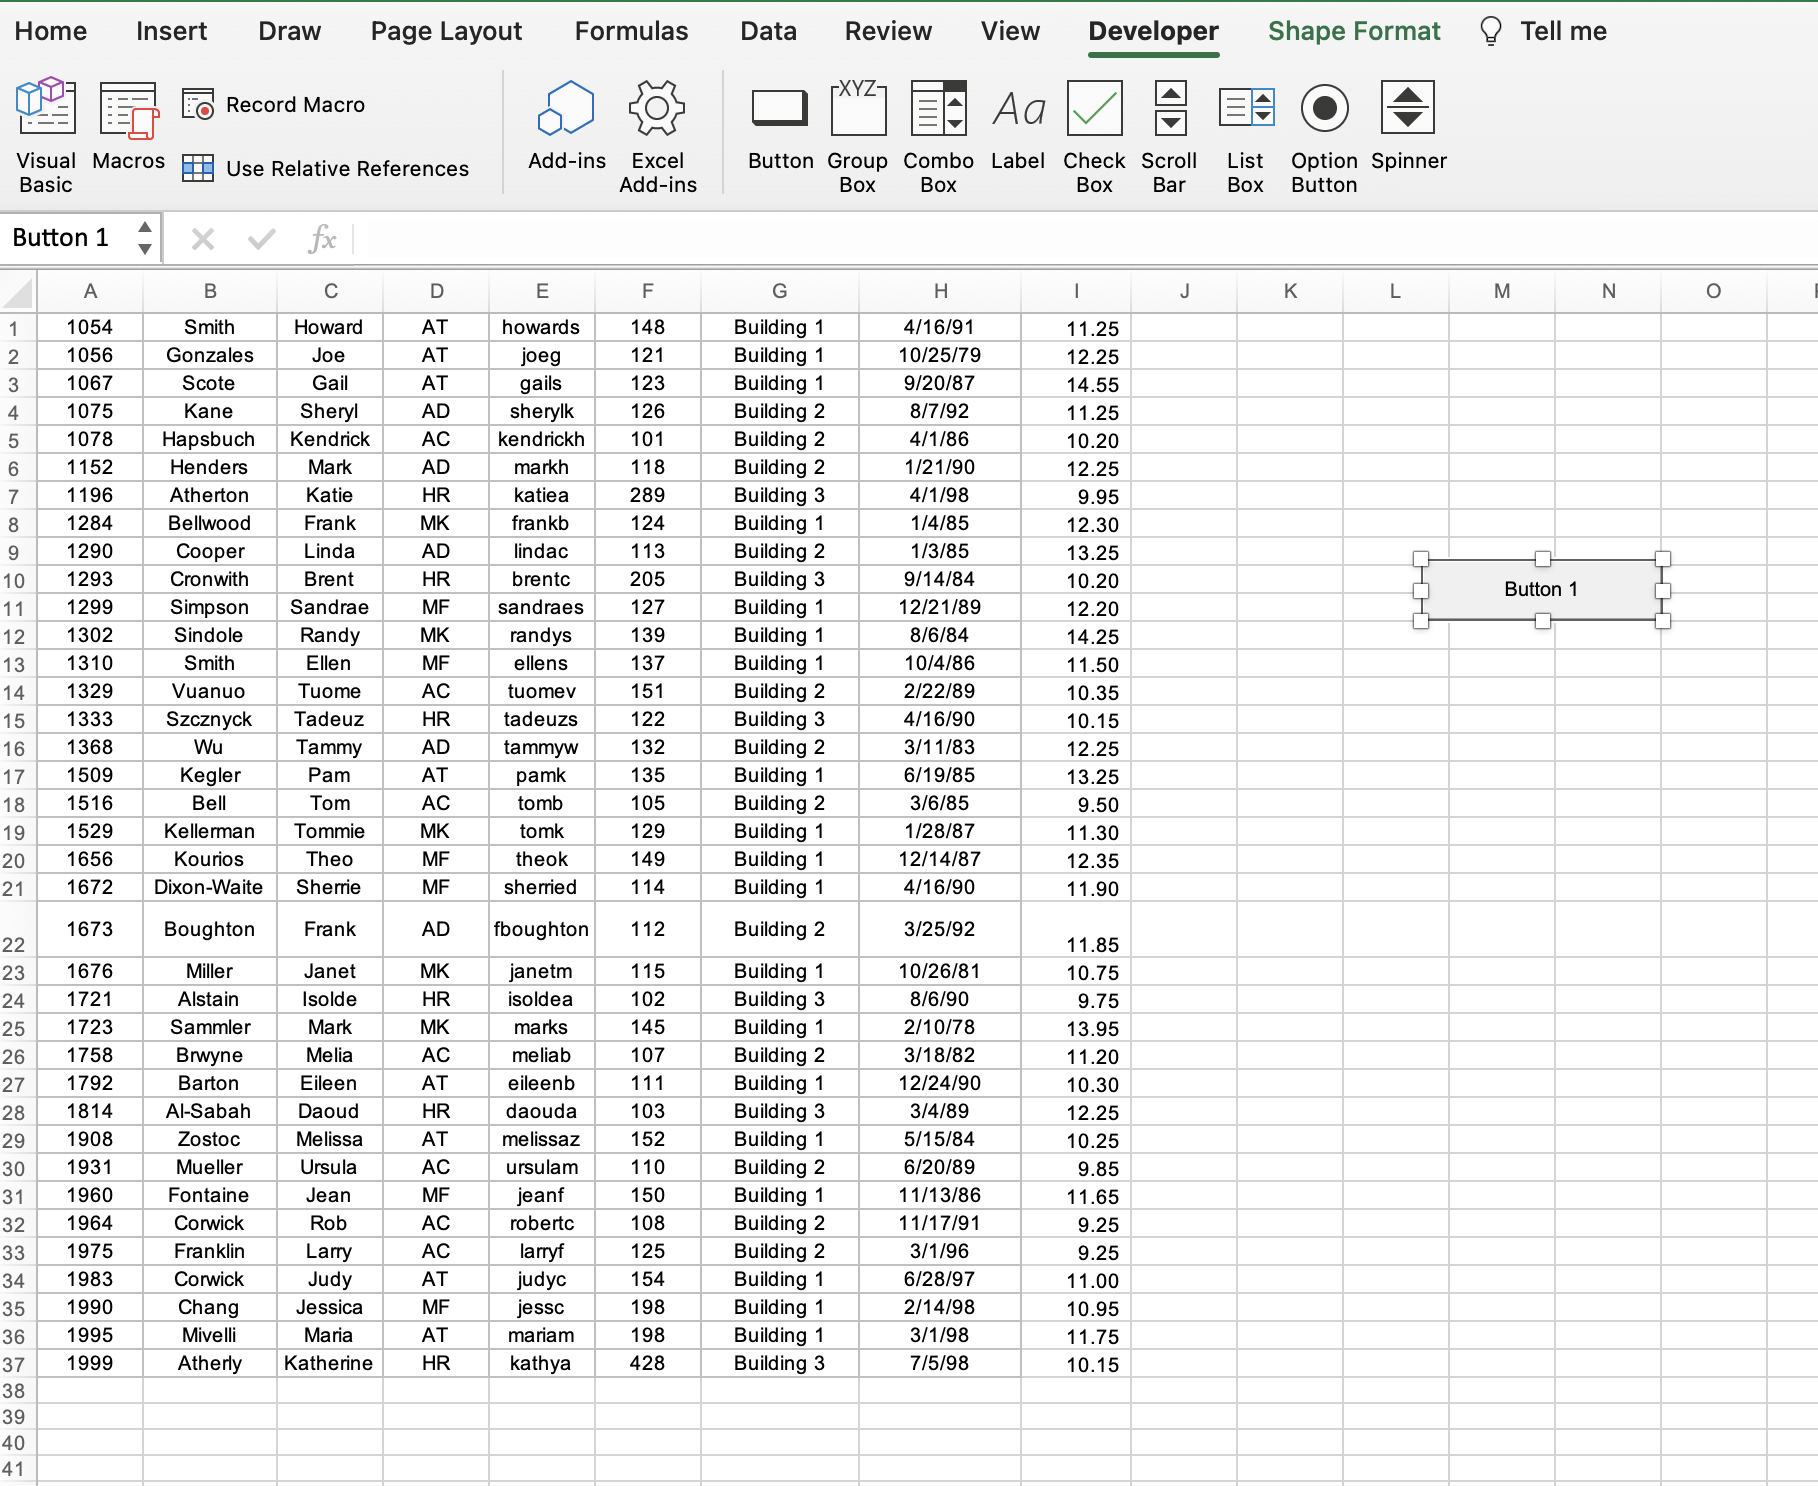 Home Insert Draw Page Layout Formulas Data Review View Developer Shape Format Tell me
Visual Basic Macros Record Macro Use Relative References Add-ins Excel Add-ins Button XYZ Group Box Combo Box Aa Label Check Box Scroll Bar List Box Option Button Spinner
Button 1 fx
A B C D E F G H I J K L M N O
1 1054 Smith Howard AT howards 148 Building 1 4/16/91 11.25
2 1056 Gonzales Joe AT joeg 121 Building 1 10/25/79 12.25
3 1067 Scote Gail AT gails 123 Building 1 9/20/87 14.55
4 1075 Kane Sheryl AD sherylk 126 Building 2 8/7/92 11.25
5 1078 Hapsbuch Kendrick AC kendrickh 101 Building 2 4/1/86 10.20
6 1152 Henders Mark AD markh 118 Building 2 1/21/90 12.25
7 1196 Atherton Katie HR katiea 289 Building 3 4/1/98 9.95
8 1284 Bellwood Frank MK frankb 124 Building 1 1/4/85 12.30
9 1290 Cooper Linda AD lindac 113 Building 2 1/3/85 13.25
10 1293 Cronwith Brent HR brentc 205 Building 3 9/14/84 10.20 Button 1
11 1299 Simpson Sandrae MF sandraes 127 Building 1 12/21/89 12.20
12 1302 Sindole Randy MK randys 139 Building 1 8/6/84 14.25
13 1310 Smith Ellen MF ellens 137 Building 1 10/4/86 11.50
14 1329 Vuanuo Tuome AC tuomev 151 Building 2 2/22/89 10.35
15 1333 Szcznyck Tadeuz HR tadeuzs 122 Building 3 4/16/90 10.15
16 1368 Wu Tammy AD tammyw 132 Building 2 3/11/83 12.25
17 1509 Kegler Pam AT pamk 135 Building 1 6/19/85 13.25
18 1516 Bell Tom AC tomb 105 Building 2 3/6/85 9.50
19 1529 Kellerman Tommie MK tomk 129 Building 1 1/28/87 11.30
20 1656 Kourios Theo MF theok 149 Building 1 12/14/87 12.35
21 1672 Dixon-Waite Sherrie MF sherried 114 Building 1 4/16/90 11.90
22 1673 Boughton Frank AD fboughton 112 Building 2 3/25/92 11.85
23 1676 Miller Janet MK janetm 115 Building 1 10/26/81 10.75
24 1721 Alstain Isolde HR isoldea 102 Building 3 8/6/90 9.75
25 1723 Sammler Mark MK marks 145 Building 1 2/10/78 13.95
26 1758 Brwyne Melia AC meliab 107 Building 2 3/18/82 11.20
27 1792 Barton Eileen AT eileenb 111 Building 1 12/24/90 10.30
28 1814 Al-Sabah Daoud HR daouda 103 Building 3 3/4/89 12.25
29 1908 Zostoc Melissa AT melissaz 152 Building 1 5/15/84 10.25
30 1931 Mueller Ursula AC ursulam 110 Building 2 6/20/89 9.85
31 1960 Fontaine Jean MF jeanf 150 Building 1 11/13/86 11.65
32 1964 Corwick Rob AC robertc 108 Building 2 11/17/91 9.25
33 1975 Franklin Larry AC larryf 125 Building 2 3/1/96 9.25
34 1983 Corwick Judy AT judyc 154 Building 1 6/28/97 11.00
35 1990 Chang Jessica MF jessc 198 Building 1 2/14/98 10.95
36 1995 Mivelli Maria AT mariam 198 Building 1 3/1/98 11.75
37 1999 Atherly Katherine HR kathya 428 Building 3 7/5/98 10.15
38
39
40
41